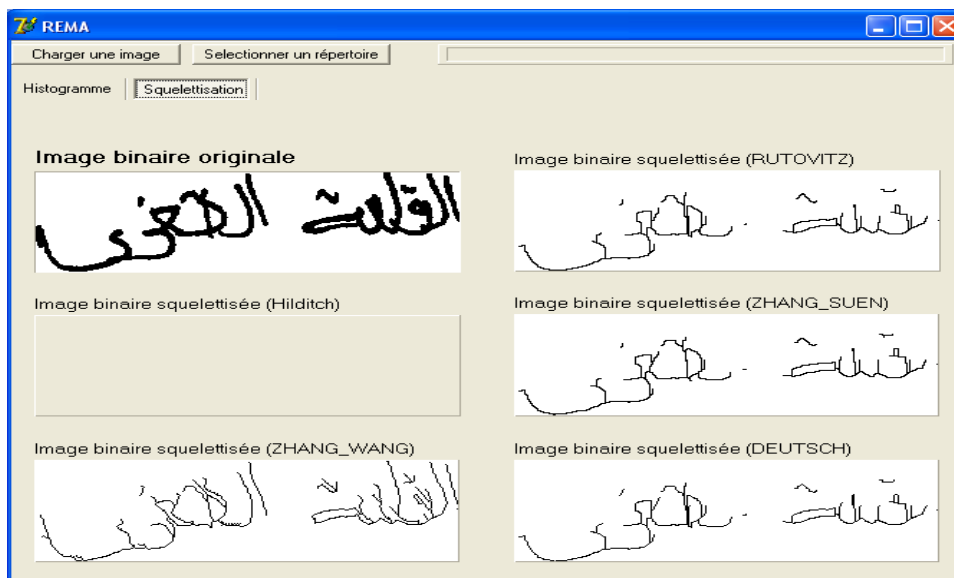 REMA
Charger une image Selectionner un répertoire
Histogramme Squelettisation
Image binaire originale
القلعة الصغرى
Image binaire squelettisée (RUTOVITZ)
Image binaire squelettisée (Hilditch)
Image binaire squelettisée (ZHANG_SUEN)
Image binaire squelettisée (ZHANG_WANG)
Image binaire squelettisée (DEUTSCH)